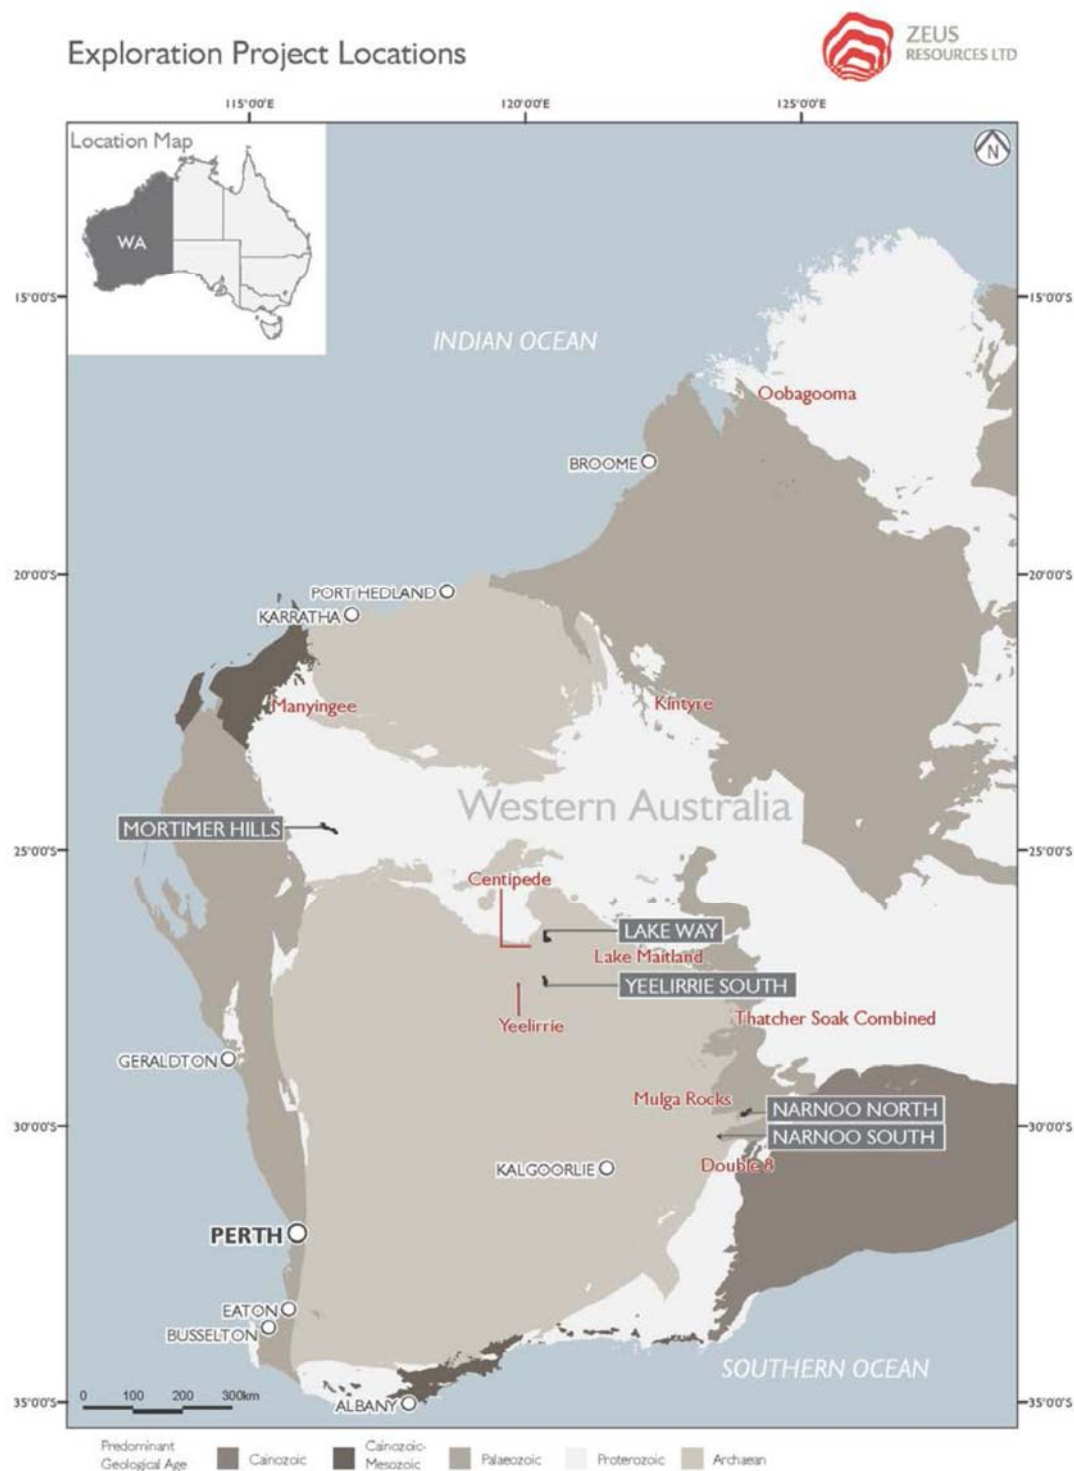 Exploration Project Locations
ZEUS
RESOURCES LTD
115°00'E
120°00'E
125°00'E
Location Map
WA
N
15°00'S
15°00'S
INDIAN OCEAN
Oobagooma
BROOME
20°00'S
20°00'S
PORT HEDLAND
KARRATHA
Manyingee
Kintyre
Western Australia
MORTIMER HILLS
25°00'S
25°00'S
Centipede
LAKE WAY
Lake Maitland
YEELIRRIE SOUTH
Yeelirrie
Thatcher Soak Combined
GERALDTON
Mulga Rocks
NARNOO NORTH
30°00'S
30°00'S
NARNOO SOUTH
Double 8
KALGOORLIE
PERTH
EATON
BUSSELTON
SOUTHERN OCEAN
0 100 200 300km
35°00'S
35°00'S
ALBANY
Predominant
Geological Age
Cainozoic
Cainozoic-
Mesozoic
Palaeozoic
Proterozoic
Archaean